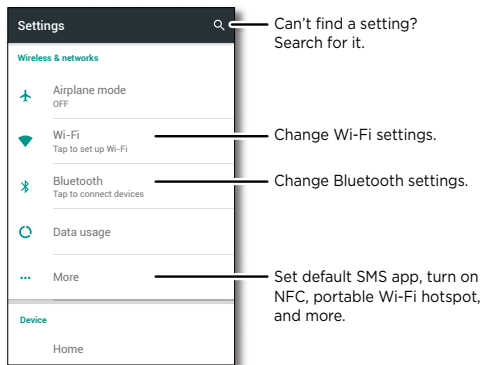 Settings
Can't find a setting?
Search for it.
Wireless & networks
Airplane mode
OFF
Wi-Fi
Tap to set up Wi-Fi
Change Wi-Fi settings.
Bluetooth
Tap to connect devices
Change Bluetooth settings.
Data usage
More
Set default SMS app, turn on
NFC, portable Wi-Fi hotspot,
and more.
Device
Home